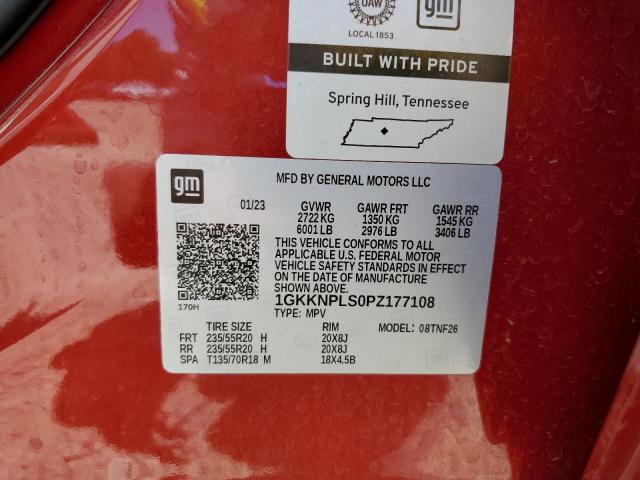 UAW
gm
LOCAL 1853
BUILT WITH PRIDE
Spring Hill, Tennessee
gm
MFD BY GENERAL MOTORS LLC
01/23 GVWR GAWR FRT GAWR RR
2722 KG 1350 KG 1545 KG
6001 LB 2976 LB 3406 LB
THIS VEHICLE CONFORMS TO ALL
APPLICABLE U.S. FEDERAL MOTOR
VEHICLE SAFETY STANDARDS IN EFFECT
ON THE DATE OF MANUFACTURE
SHOWN ABOVE.
1GKKNPLS0PZ177108
170H
TYPE: MPV
TIRE SIZE RIM MODEL: 08TNF26
FRT 235/55R20 H 20X8J
RR 235/55R20 H 20X8J
SPA T135/70R18 M 18X4.5B